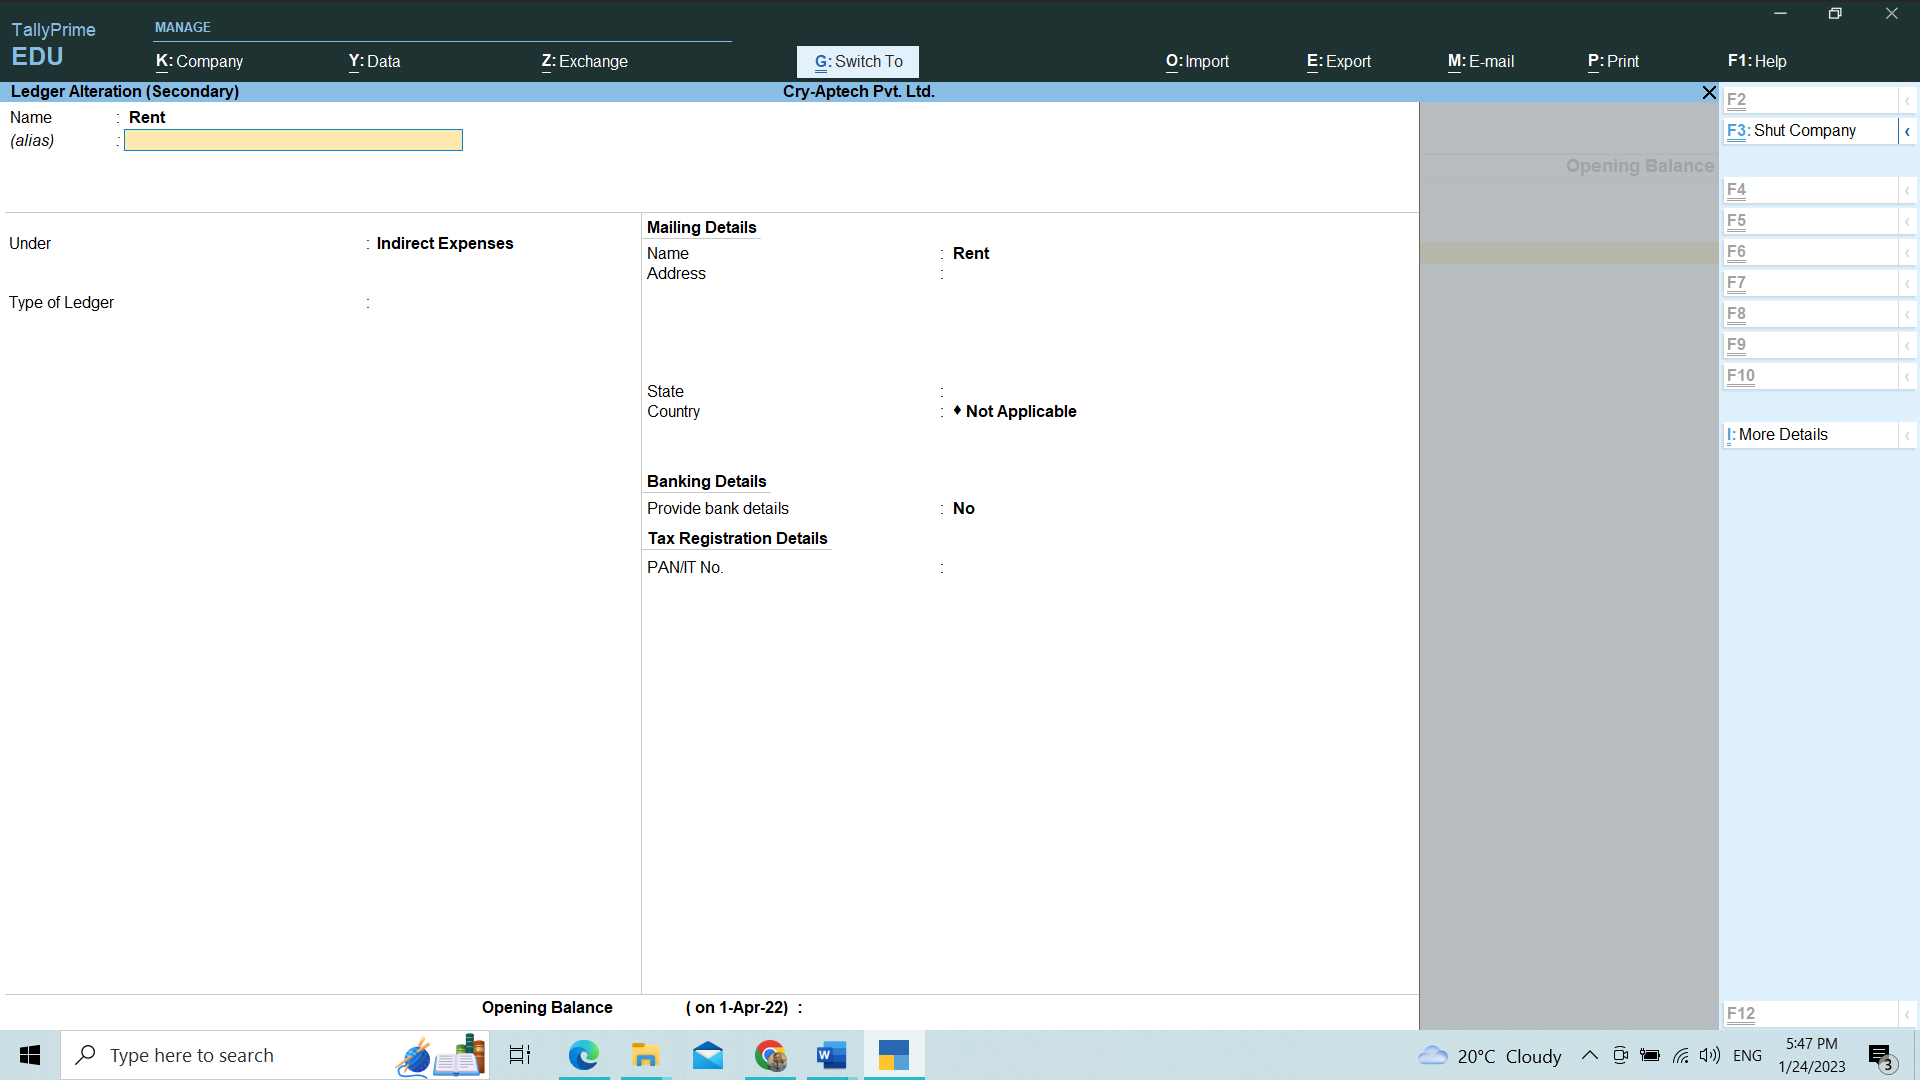 TallyPrime
EDU
MANAGE
K: Company
Y: Data
Z: Exchange
G: Switch To
O: Import
E: Export
M: E-mail
P: Print
F1: Help
Ledger Alteration (Secondary)
Cry-Aptech Pvt. Ltd.
Name : Rent
(alias) :
Under : Indirect Expenses
Type of Ledger :
Mailing Details
Name : Rent
Address :
State :
Country : ♦ Not Applicable
Banking Details
Provide bank details : No
Tax Registration Details
PAN/IT No. :
Opening Balance ( on 1-Apr-22) :
Opening Balance
F2
F3: Shut Company
F4
F5
F6
F7
F8
F9
F10
I: More Details
F12
Type here to search
20°C Cloudy
ENG
5:47 PM
1/24/2023
3